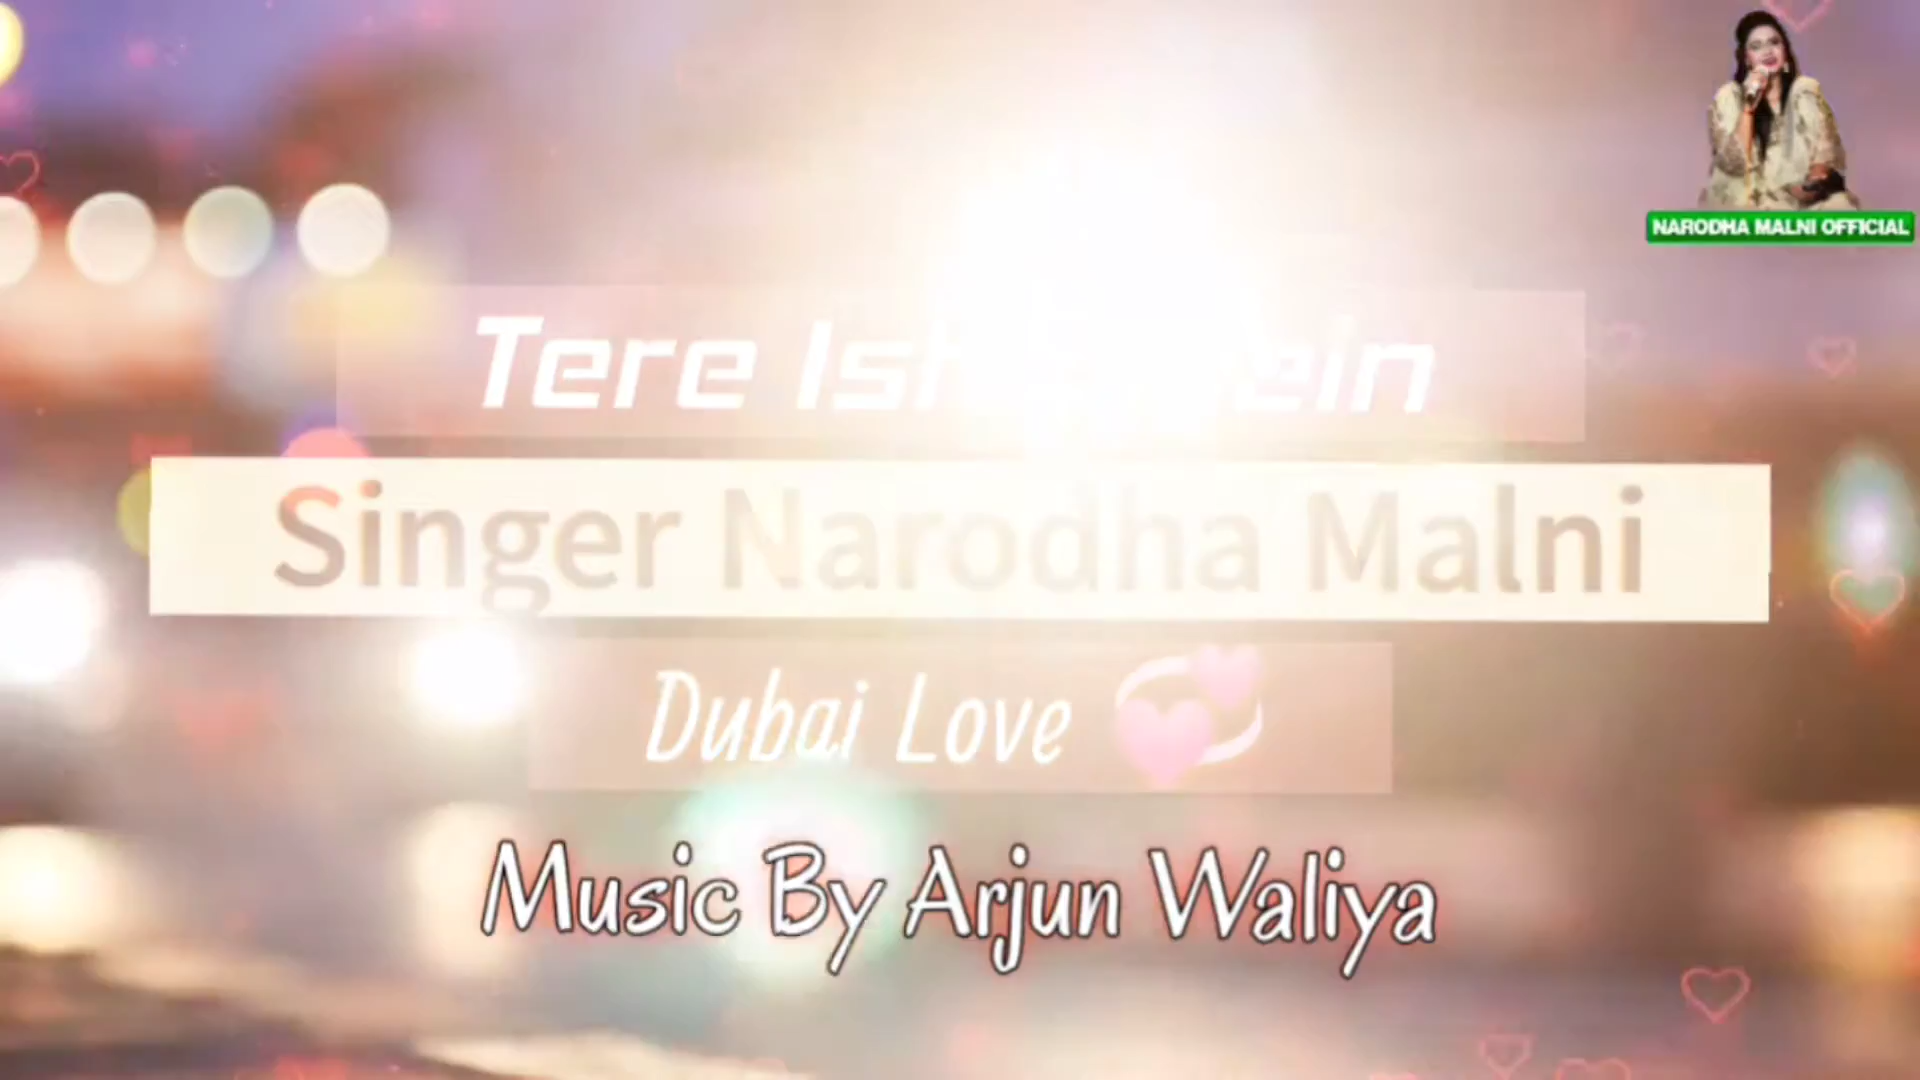 NARODHA MALNI OFFICIAL
Tere
Singer Narodha Malni
Dubai Love 💞
Music By Arjun Waliya